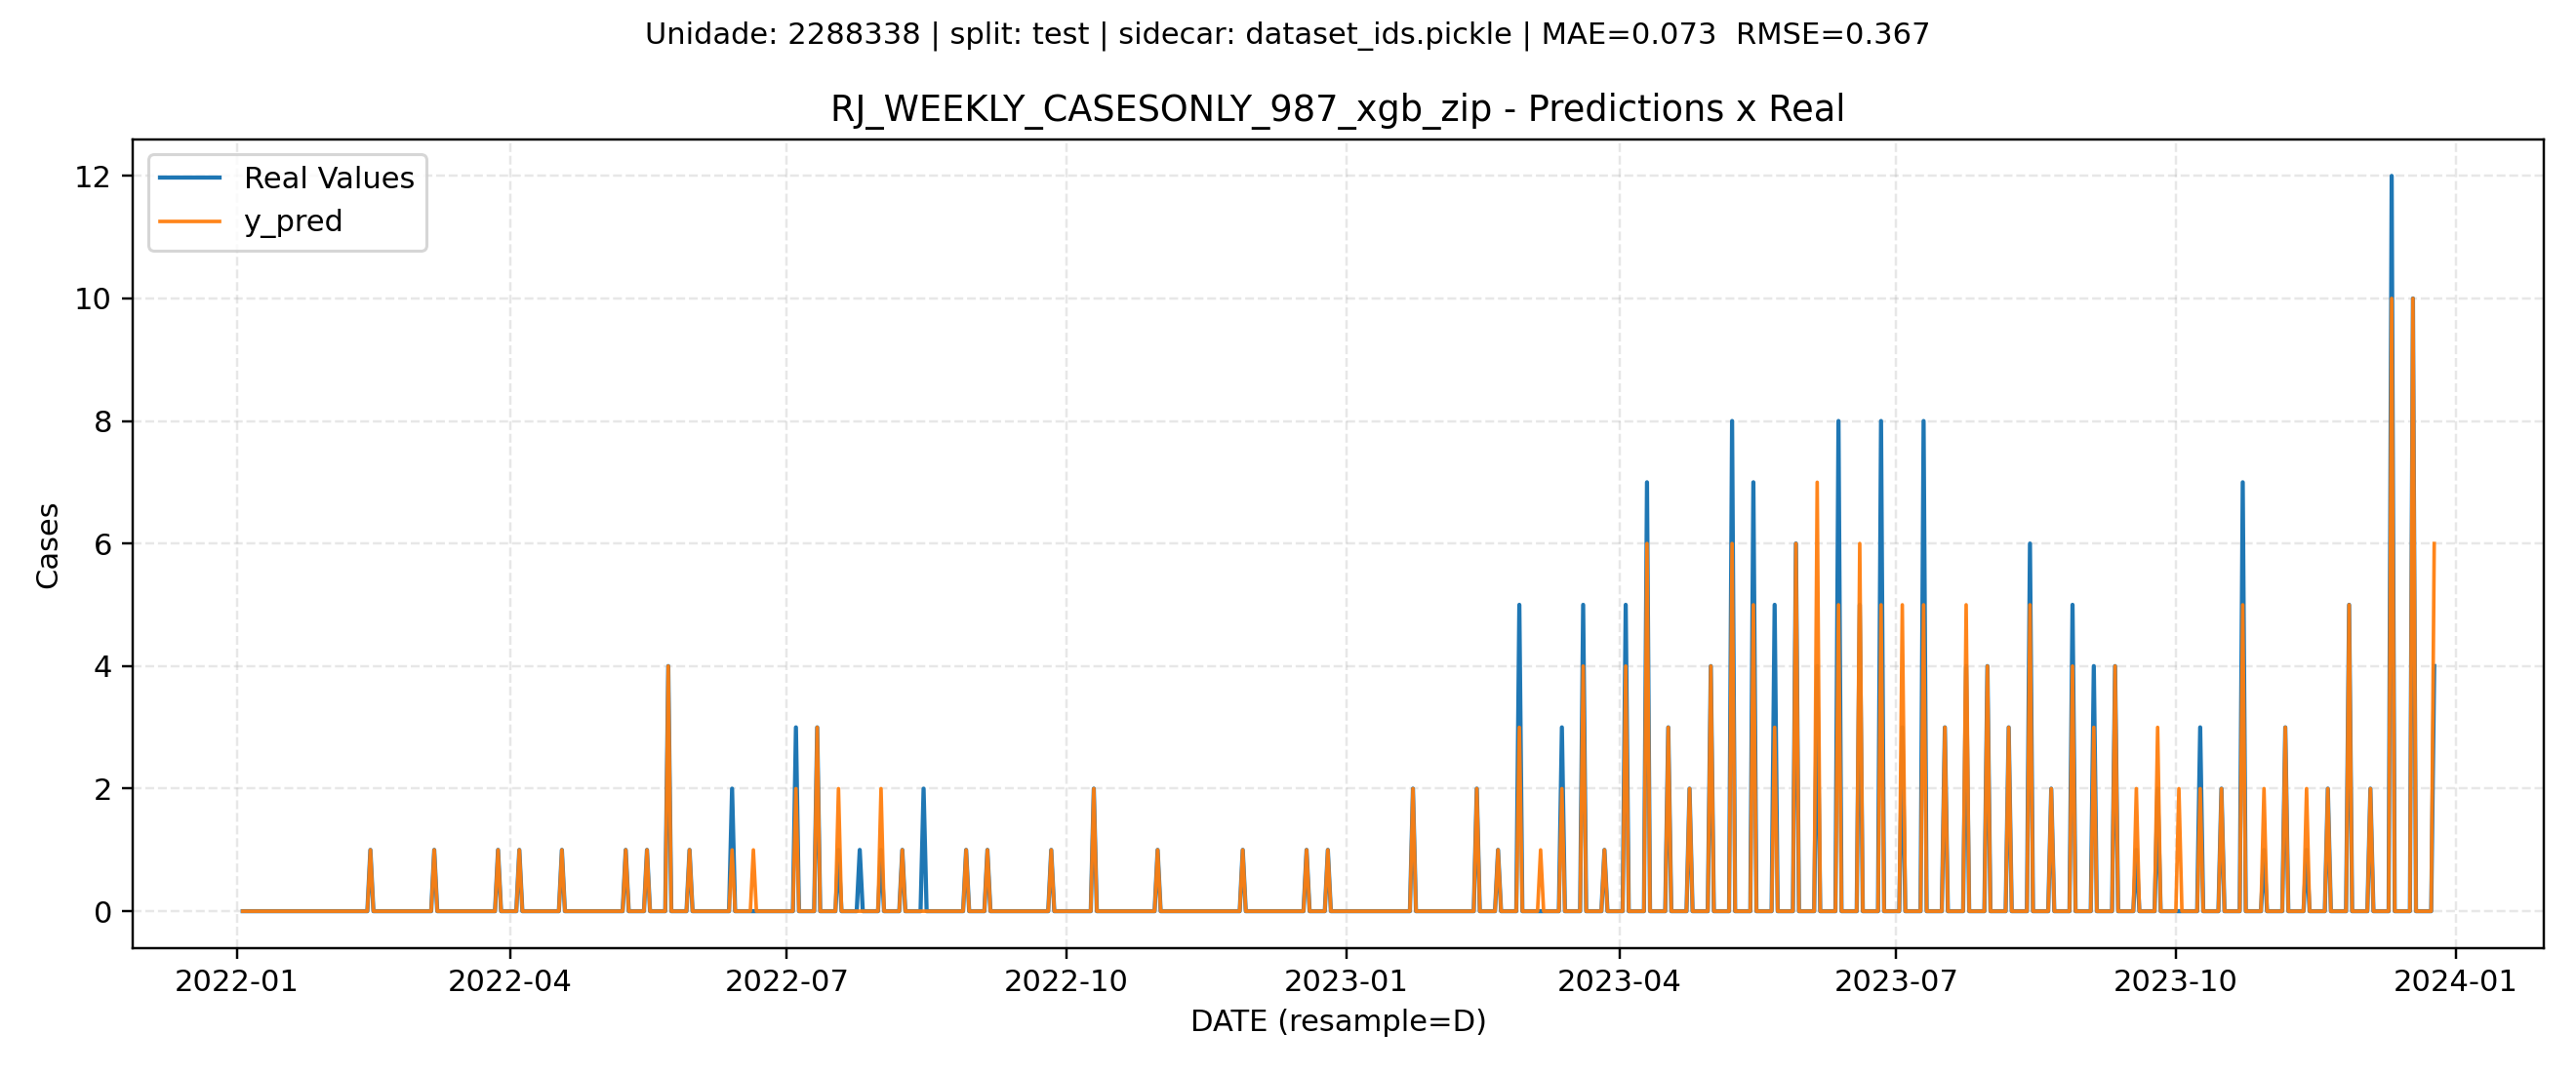 Unidade: 2288338 | split: test | sidecar: dataset_ids.pickle | MAE=0.073  RMSE=0.367
RJ_WEEKLY_CASESONLY_987_xgb_zip - Predictions x Real
Real Values
y_pred
12
10
8
6
4
2
0
Cases
2022-01
2022-04
2022-07
2022-10
2023-01
2023-04
2023-07
2023-10
2024-01
DATE (resample=D)